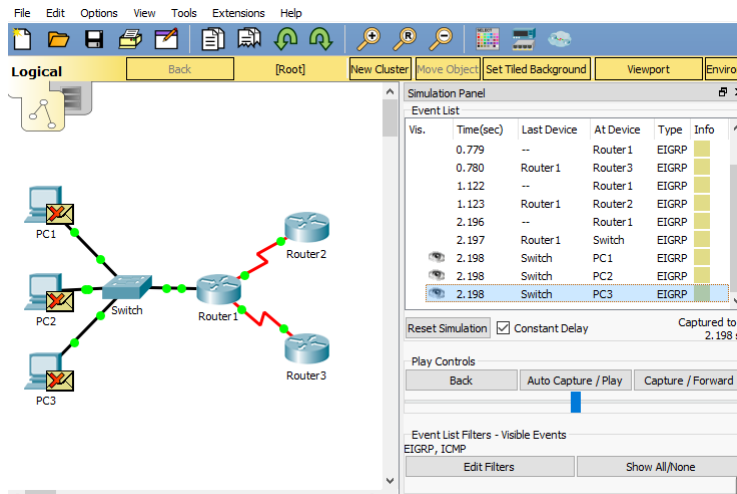 File Edit Options View Tools Extensions Help
Logical Back [Root] New Cluster Move Object Set Tiled Background Viewport Enviro
Simulation Panel
Event List
Vis. Time(sec) Last Device At Device Type Info
0.779 -- Router1 EIGRP
0.780 Router1 Router3 EIGRP
1.122 -- Router1 EIGRP
1.123 Router1 Router2 EIGRP
2.196 -- Router1 EIGRP
2.197 Router1 Switch EIGRP
2.198 Switch PC1 EIGRP
2.198 Switch PC2 EIGRP
2.198 Switch PC3 EIGRP
Reset Simulation Constant Delay Captured to
2.198 s
Play Controls
Back Auto Capture / Play Capture / Forward
Event List Filters - Visible Events
EIGRP, ICMP
Edit Filters Show All/None
PC1
Router2
Switch
Router1
PC2
Router3
PC3